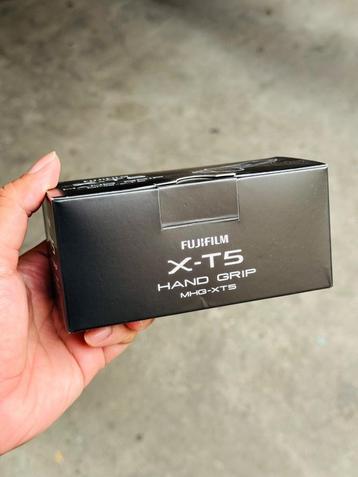 FUJIFILM
X-T5
HAND GRIP
MHG-XT5